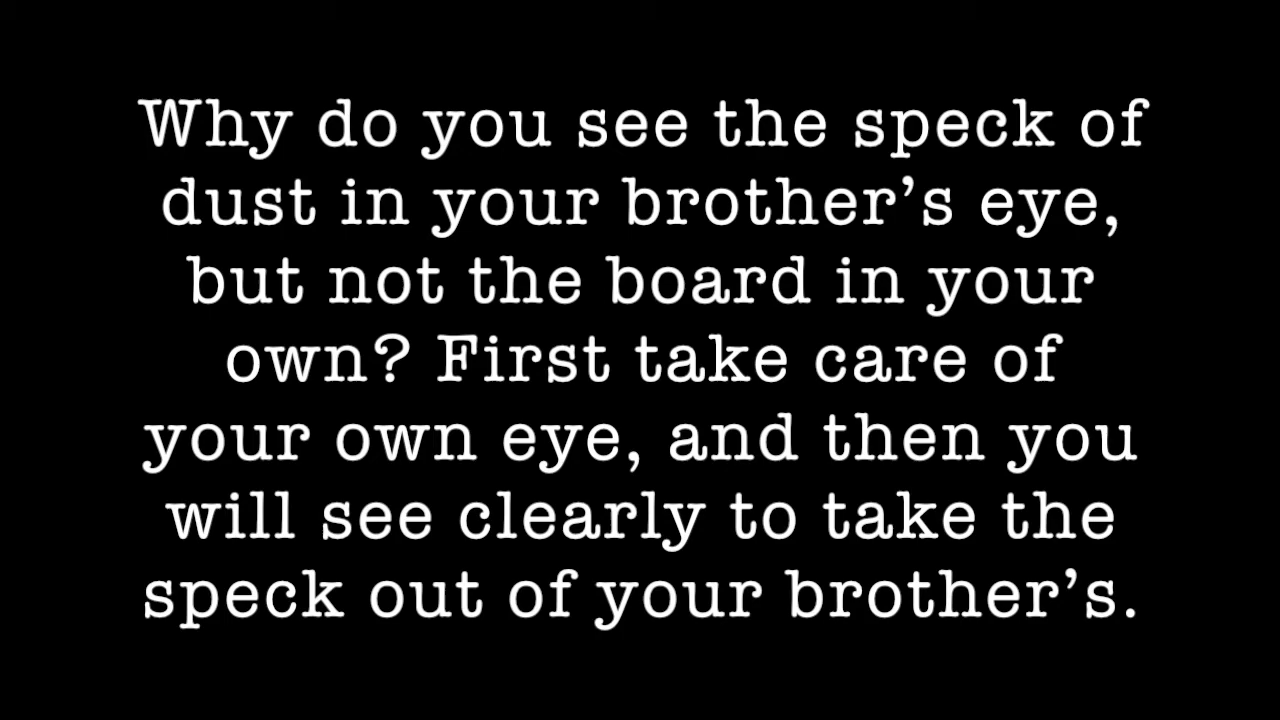 Why do you see the speck of
dust in your brother’s eye,
but not the board in your
own? First take care of
your own eye, and then you
will see clearly to take the
speck out of your brother’s.